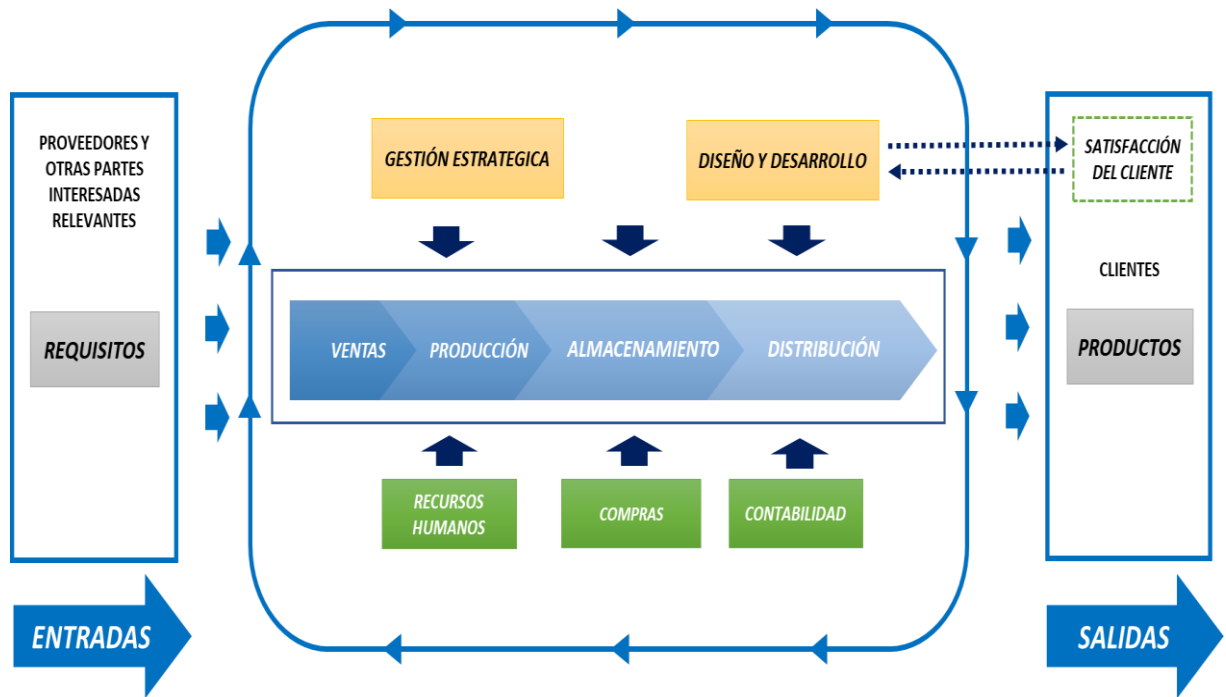 PROVEEDORES Y
OTRAS PARTES
INTERESADAS
RELEVANTES
REQUISITOS
ENTRADAS
GESTIÓN ESTRATEGICA
DISEÑO Y DESARROLLO
VENTAS
PRODUCCIÓN
ALMACENAMIENTO
DISTRIBUCIÓN
RECURSOS
HUMANOS
COMPRAS
CONTABILIDAD
SATISFACCIÓN
DEL CLIENTE
CLIENTES
PRODUCTOS
SALIDAS